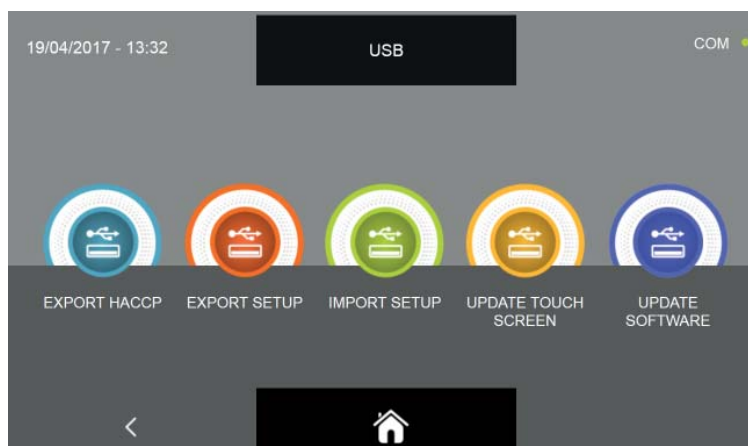 19/04/2017 - 13:32
USB
COM
EXPORT HACCP
EXPORT SETUP
IMPORT SETUP
UPDATE TOUCH
SCREEN
UPDATE
SOFTWARE